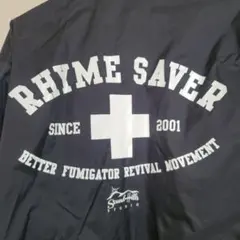 RHYME SAVER
SINCE 2001
BETTER FUMIGATOR REVIVAL MOVEMENT